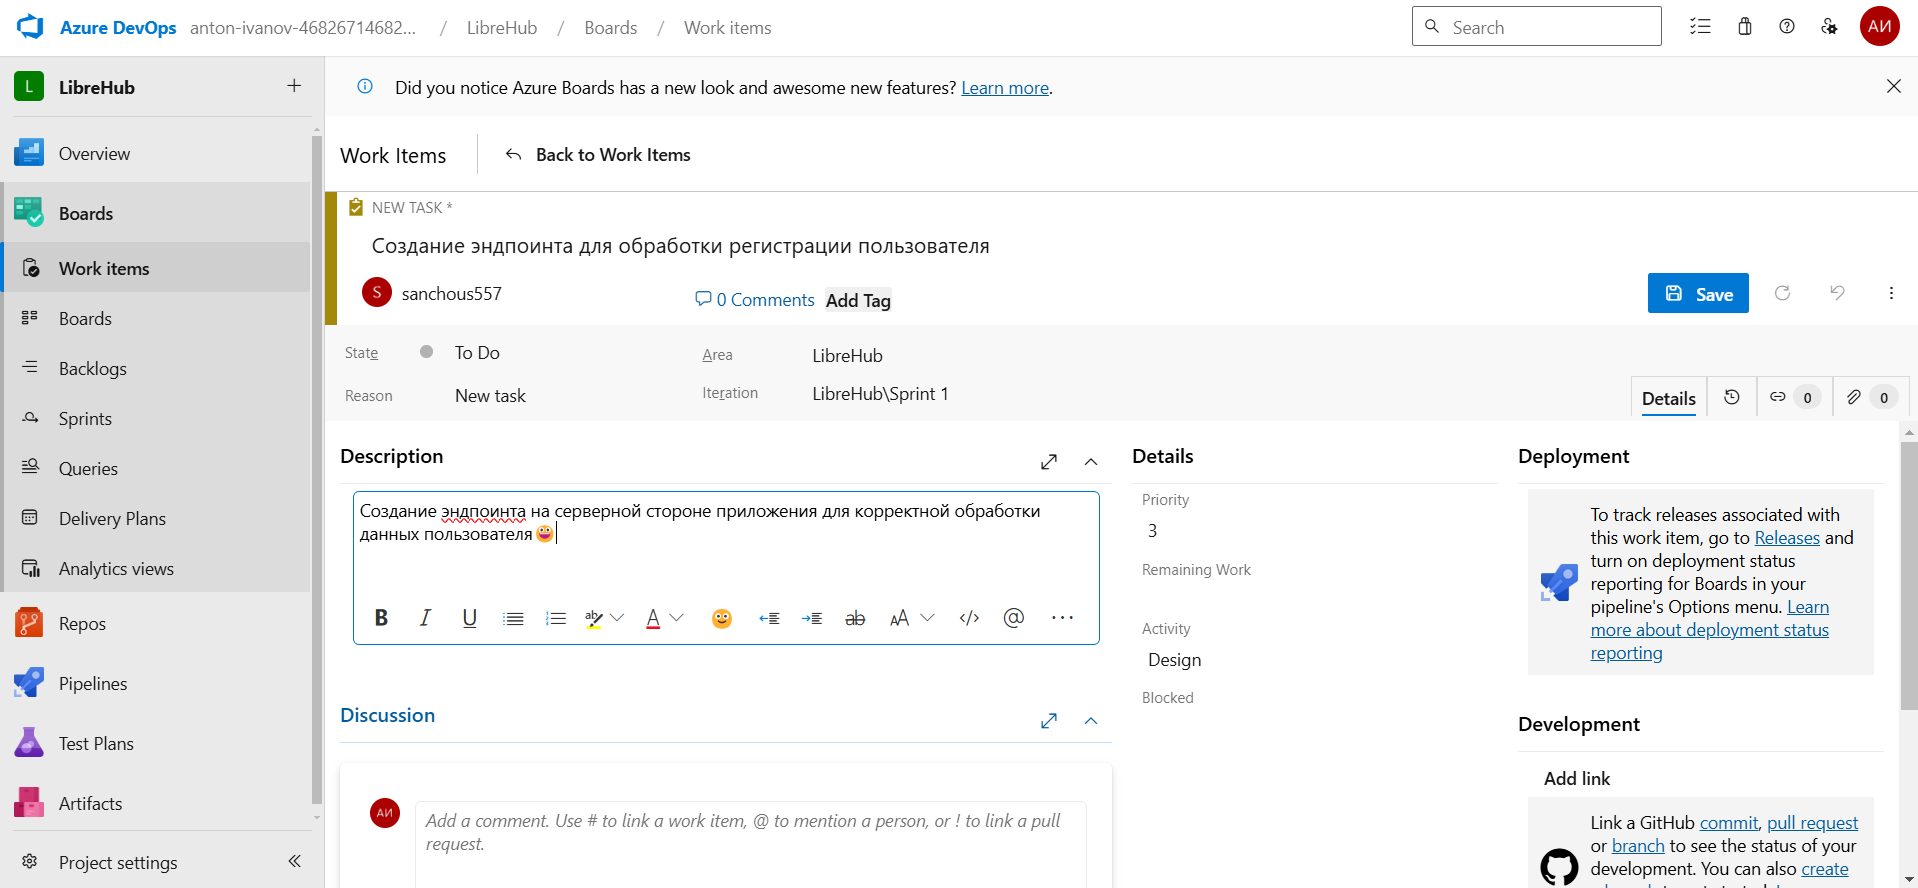 Azure DevOps anton-ivanov-46826714682... / LibreHub / Boards / Work items Search АИ
L LibreHub
Overview
Boards
Work items
Boards
Backlogs
Sprints
Queries
Delivery Plans
Analytics views
Repos
Pipelines
Test Plans
Artifacts
Project settings
Did you notice Azure Boards has a new look and awesome new features? Learn more.
Work Items Back to Work Items
NEW TASK *
Создание эндпоинта для обработки регистрации пользователя
S sanchous557 0 Comments Add Tag Save
State To Do Area LibreHub
Reason New task Iteration LibreHub\Sprint 1
Details 0 0
Description
Создание эндпоинта на серверной стороне приложения для корректной обработки
данных пользователя😀
B I U ab A ab AA </> @ ...
Discussion
АИ
Add a comment. Use # to link a work item, @ to mention a person, or ! to link a pull
request.
Details
Priority
3
Remaining Work
Activity
Design
Blocked
Deployment
To track releases associated with
this work item, go to Releases and
turn on deployment status
reporting for Boards in your
pipeline's Options menu. Learn
more about deployment status
reporting
Development
Add link
Link a GitHub commit, pull request
or branch to see the status of your
development. You can also create